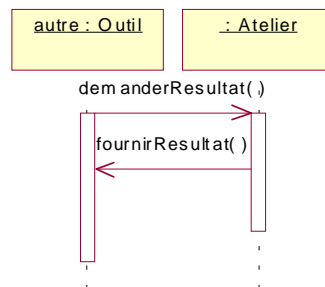 autre : Outil
: Atelier
demanderResultat( )
fournirResultat( )